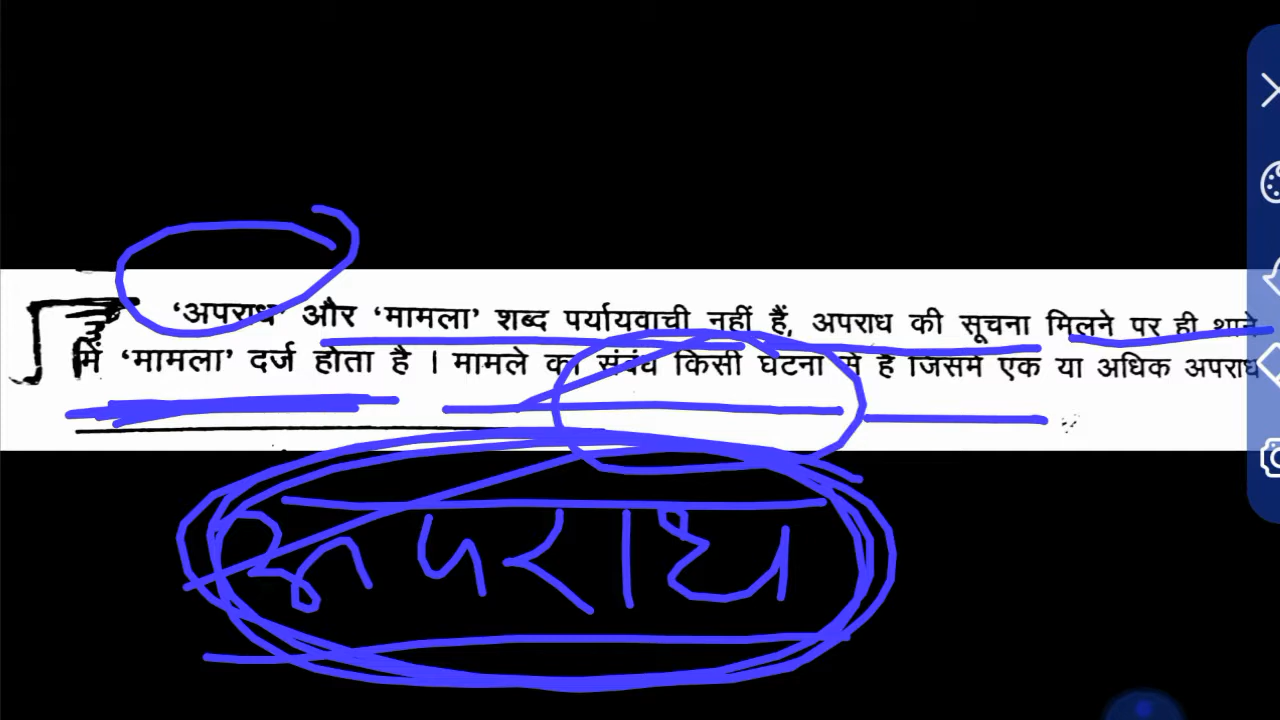 'अपराध' और 'मामला' शब्द पर्यायवाची नहीं हैं, अपराध की सूचना मिलने पर ही थाने
में 'मामला' दर्ज होता है । मामले का संबंध किसी घटना से है जिसमें एक या अधिक अपराध
अपराध